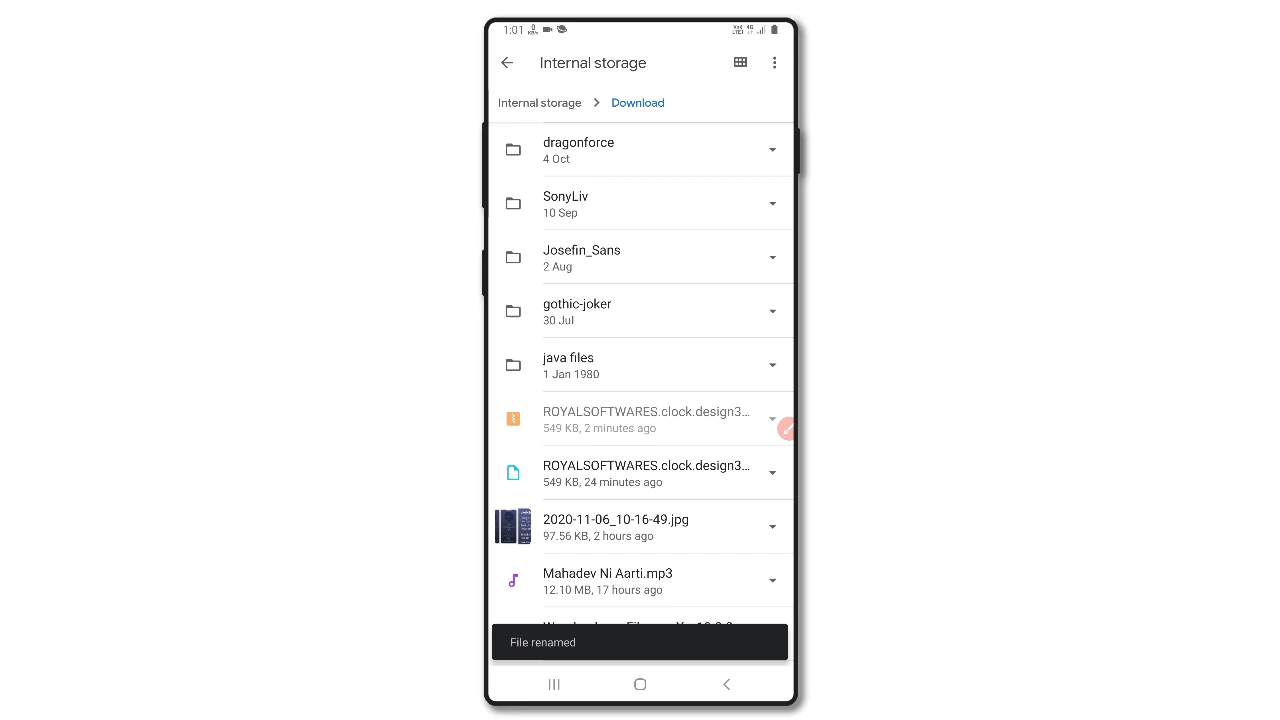 1:01
Internal storage
Internal storage > Download
dragonforce
4 Oct
SonyLiv
10 Sep
Josefin_Sans
2 Aug
gothic-joker
30 Jul
java files
1 Jan 1980
ROYALSOFTWARES.clock.design3...
549 KB, 2 minutes ago
ROYALSOFTWARES.clock.design3...
549 KB, 24 minutes ago
2020-11-06_10-16-49.jpg
97.56 KB, 2 hours ago
Mahadev Ni Aarti.mp3
12.10 MB, 17 hours ago
File renamed